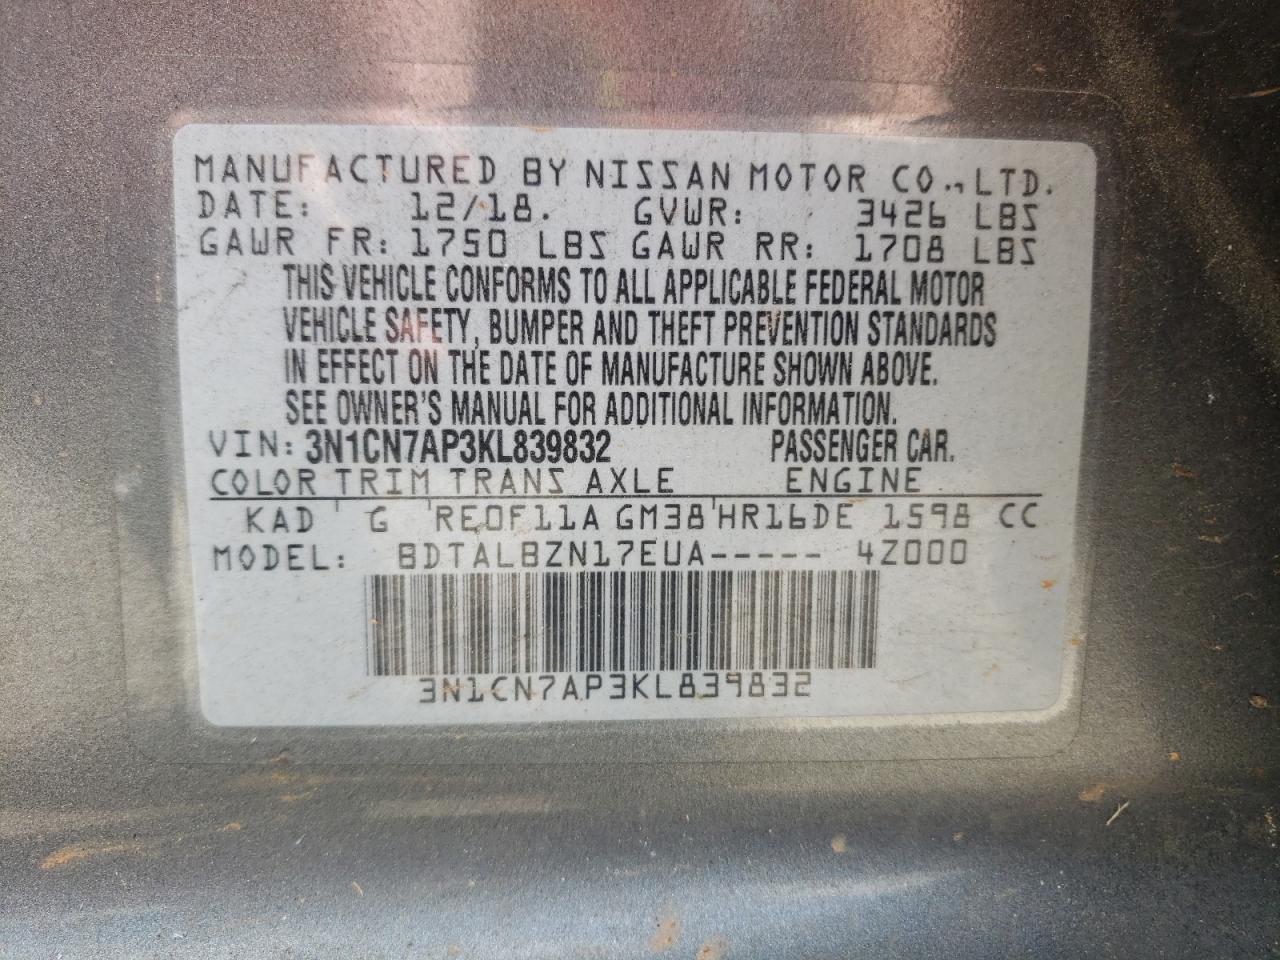 MANUFACTURED BY NISSAN MOTOR CO., LTD.
DATE: 12/18. GVWR: 3426 LBS
GAWR FR: 1750 LBS GAWR RR: 1708 LBS
THIS VEHICLE CONFORMS TO ALL APPLICABLE FEDERAL MOTOR
VEHICLE SAFETY, BUMPER AND THEFT PREVENTION STANDARDS
IN EFFECT ON THE DATE OF MANUFACTURE SHOWN ABOVE.
SEE OWNER'S MANUAL FOR ADDITIONAL INFORMATION.
VIN: 3N1CN7AP3KL839832 PASSENGER CAR.
COLOR TRIM TRANS AXLE ENGINE
KAD ' G 'RE0F11A GM38'HR16DE 1598 CC
MODEL: BDTALBZN17EUA----- 4Z000
3N1CN7AP3KL839832